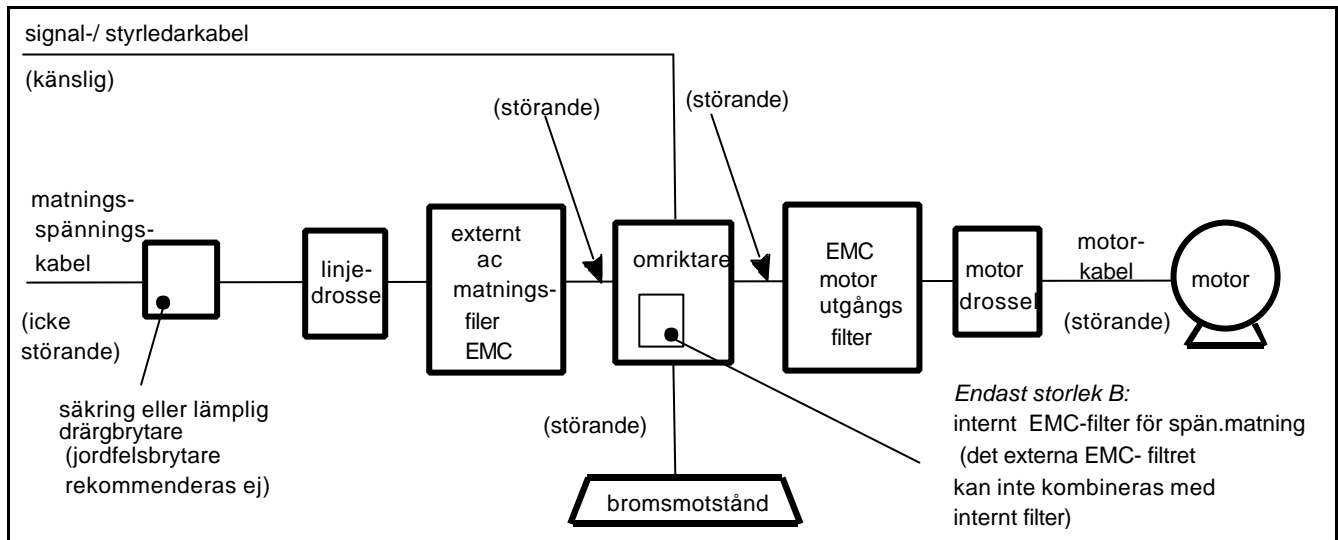 signal-/ styrledarkabel
(känslig)
(störande)
(störande)
matnings-
spännings-
kabel
(icke
störande)
linje-
drosse
externt
ac
matnings-
filer
EMC
omriktare
EMC
motor
utgångs
filter
motor
drossel
motor-
kabel
(störande)
motor
säkring eller lämplig
drärgbrytare
(jordfelsbrytare
rekommenderas ej)
(störande)
bromsmotstånd
Endast storlek B:
internt EMC-filter för spän.matning
(det externa EMC- filtret
kan inte kombineras med
internt filter)